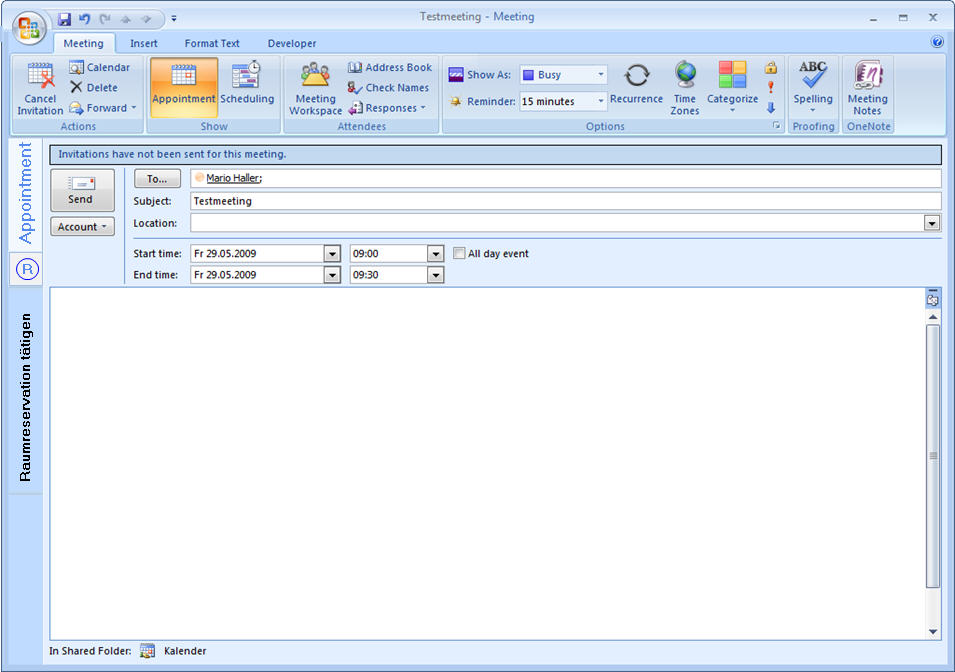 Testmeeting - Meeting
Meeting Insert Format Text Developer
Cancel Invitation
Calendar
Delete
Forward
Actions
Appointment
Scheduling
Show
Meeting Workspace
Address Book
Check Names
Responses
Attendees
Show As: Busy
Reminder: 15 minutes
Recurrence
Time Zones
Categorize
Options
ABC
Spelling
Proofing
Meeting Notes
OneNote
Appointment
R
Raumreservation tätigen
Invitations have not been sent for this meeting.
Send
Account
To... Mario Haller;
Subject: Testmeeting
Location:
Start time: Fr 29.05.2009 09:00 All day event
End time: Fr 29.05.2009 09:30
In Shared Folder: Kalender